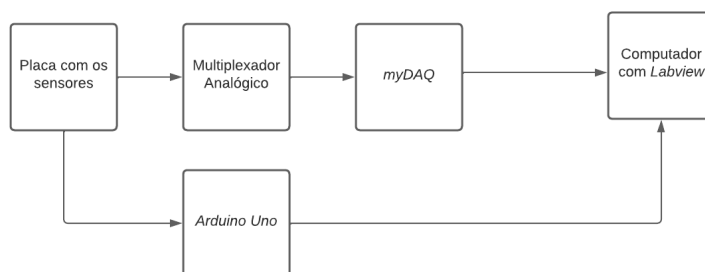 Placa com os
sensores
Multiplexador
Analógico
myDAQ
Computador
com Labview
Arduino Uno